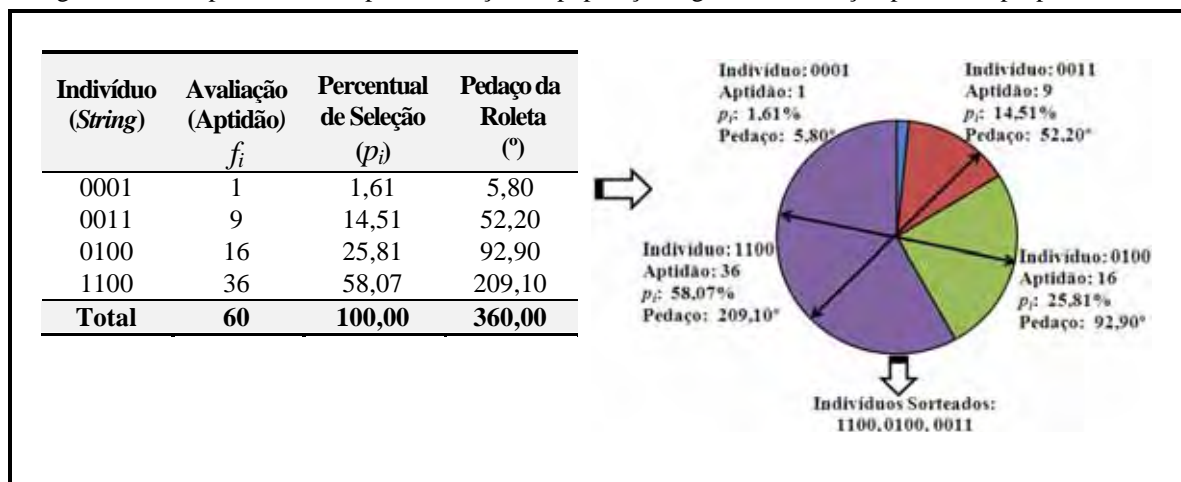 Indivíduo Avaliação Percentual Pedaço da
(String) (Aptidão) de Seleção Roleta
fi (pi) (º)
0001 1 1,61 5,80
0011 9 14,51 52,20
0100 16 25,81 92,90
1100 36 58,07 209,10
Total 60 100,00 360,00
Indivíduo: 0001
Aptidão: 1
pi: 1,61%
Pedaço: 5,80°
Indivíduo: 0011
Aptidão: 9
pi: 14,51%
Pedaço: 52,20°
Indivíduo: 1100
Aptidão: 36
pi: 58,07%
Pedaço: 209,10°
Indivíduo: 0100
Aptidão: 16
pi: 25,81%
Pedaço: 92,90°
Indivíduos Sorteados:
1100, 0100, 0011